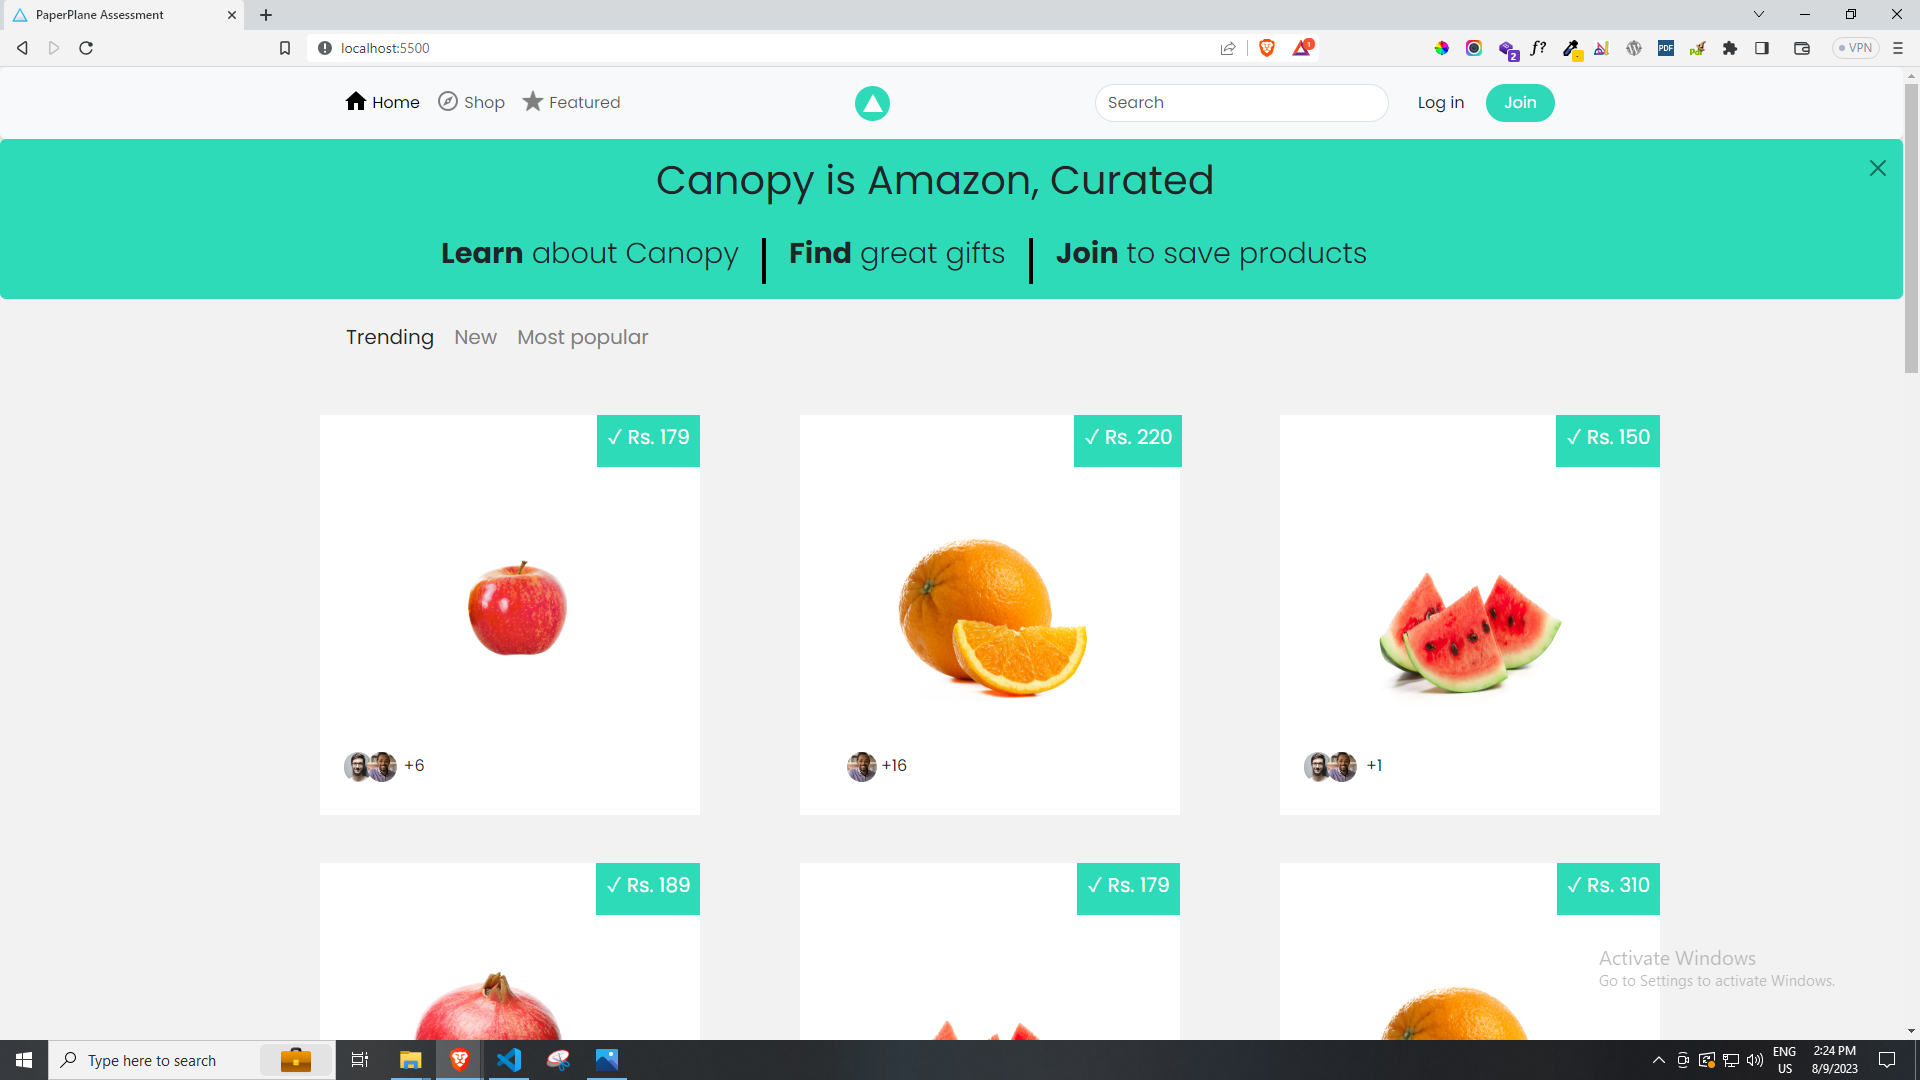 PaperPlane Assessment
localhost:5500
1
2
f?
PDF
VPN
Home Shop Featured
Search
Log in Join
Canopy is Amazon, Curated
Learn about Canopy Find great gifts Join to save products
Trending New Most popular
✓ Rs. 179
✓ Rs. 220
✓ Rs. 150
+6
+16
+1
✓ Rs. 189
✓ Rs. 179
✓ Rs. 310
Activate Windows
Go to Settings to activate Windows.
Type here to search
ENG
US
2:24 PM
8/9/2023